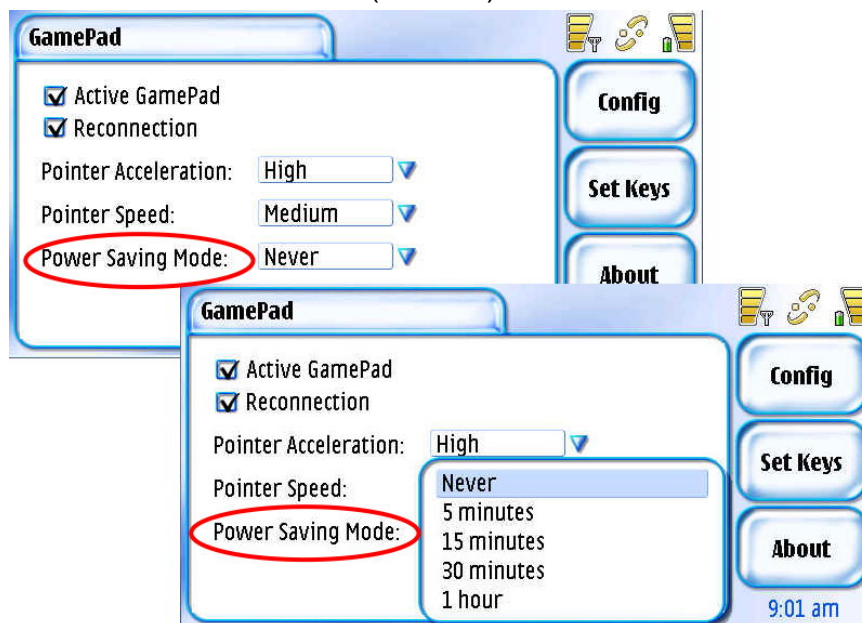 GamePad
Active GamePad
Reconnection
Pointer Acceleration: High
Pointer Speed: Medium
Power Saving Mode: Never
Config
Set Keys
About
GamePad
Active GamePad
Reconnection
Pointer Acceleration: High
Pointer Speed:
Power Saving Mode:
Never
5 minutes
15 minutes
30 minutes
1 hour
Config
Set Keys
About
9:01 am